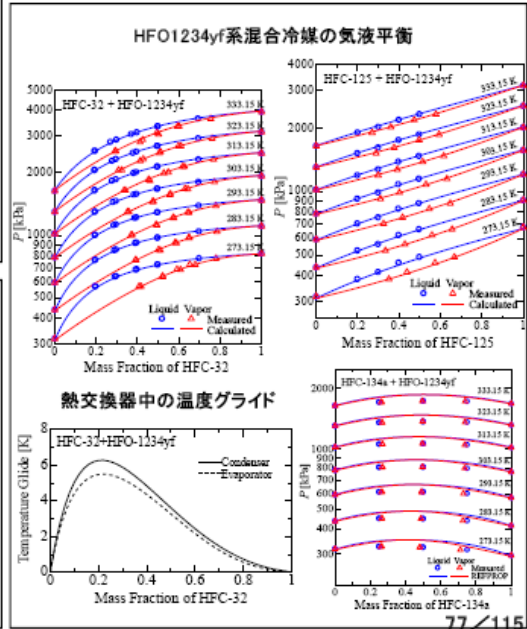 HFO1234yf系混合冷媒の気液平衡
HFC-32 + HFO-1234yf
5000
4000
3000
2000
1000
900
800
700
600
500
400
300
P [kPa]
333.15 K
323.15 K
313.15 K
303.15 K
293.15 K
283.15 K
273.15 K
Liquid Vapor
Measured
Calculated
0 0.2 0.4 0.6 0.8 1
Mass Fraction of HFC-32
HFC-125 + HFO-1234yf
4000
3000
2000
1000
900
800
700
600
500
400
300
P [kPa]
333.15 K
323.15 K
313.15 K
303.15 K
293.15 K
283.15 K
273.15 K
Liquid Vapor
Measured
Calculated
0 0.2 0.4 0.6 0.8 1
Mass Fraction of HFC-125
熱交換器中の温度グライド
HFC-32+HFO-1234yf
8
6
4
2
0
Temperature Glide [K]
Condenser
Evaporator
0 0.2 0.4 0.6 0.8 1
Mass Fraction of HFC-32
HFC-134a + HFO-1234yf
2000
1000
900
800
700
600
500
400
300
P [kPa]
333.15 K
323.15 K
313.15 K
303.15 K
293.15 K
283.15 K
273.15 K
Liquid Vapor
Measured
REFPROP
0 0.2 0.4 0.6 0.8 1
Mass Fraction of HFC-134a
77/115